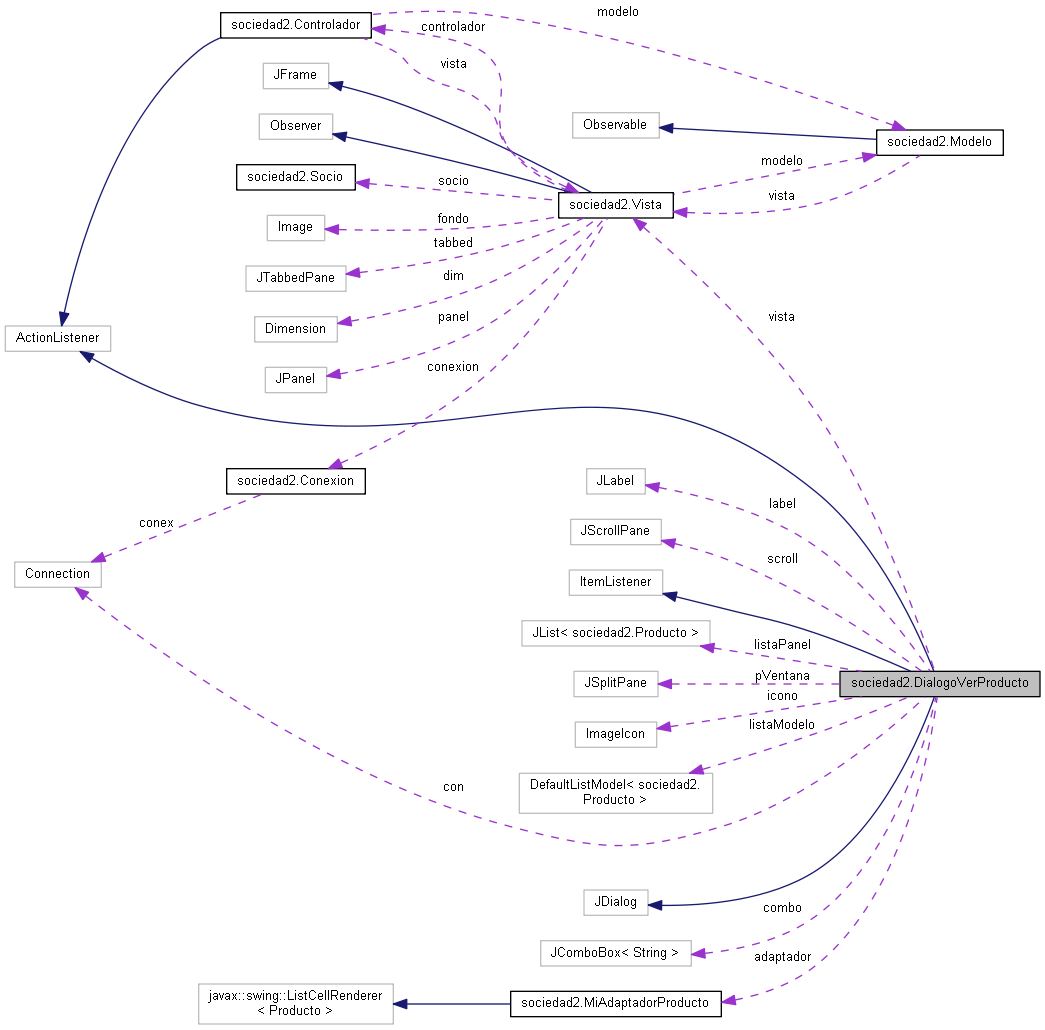 modelo
sociedad2.Controlador
controlador
vista
JFrame
Observable
Observer
sociedad2.Modelo
modelo
sociedad2.Socio
socio
vista
sociedad2.Vista
fondo
Image
tabbed
JTabbedPane
dim
panel
vista
Dimension
ActionListener
conexion
JPanel
sociedad2.Conexion
JLabel
label
conex
JScrollPane
scroll
Connection
ItemListener
JList< sociedad2.Producto >
listaPanel
pVentana
JSplitPane
sociedad2.DialogoVerProducto
icono
ImageIcon
listaModelo
con
DefaultListModel< sociedad2.
Producto >
JDialog
combo
JComboBox< String >
adaptador
javax::swing::ListCellRenderer
< Producto >
sociedad2.MiAdaptadorProducto